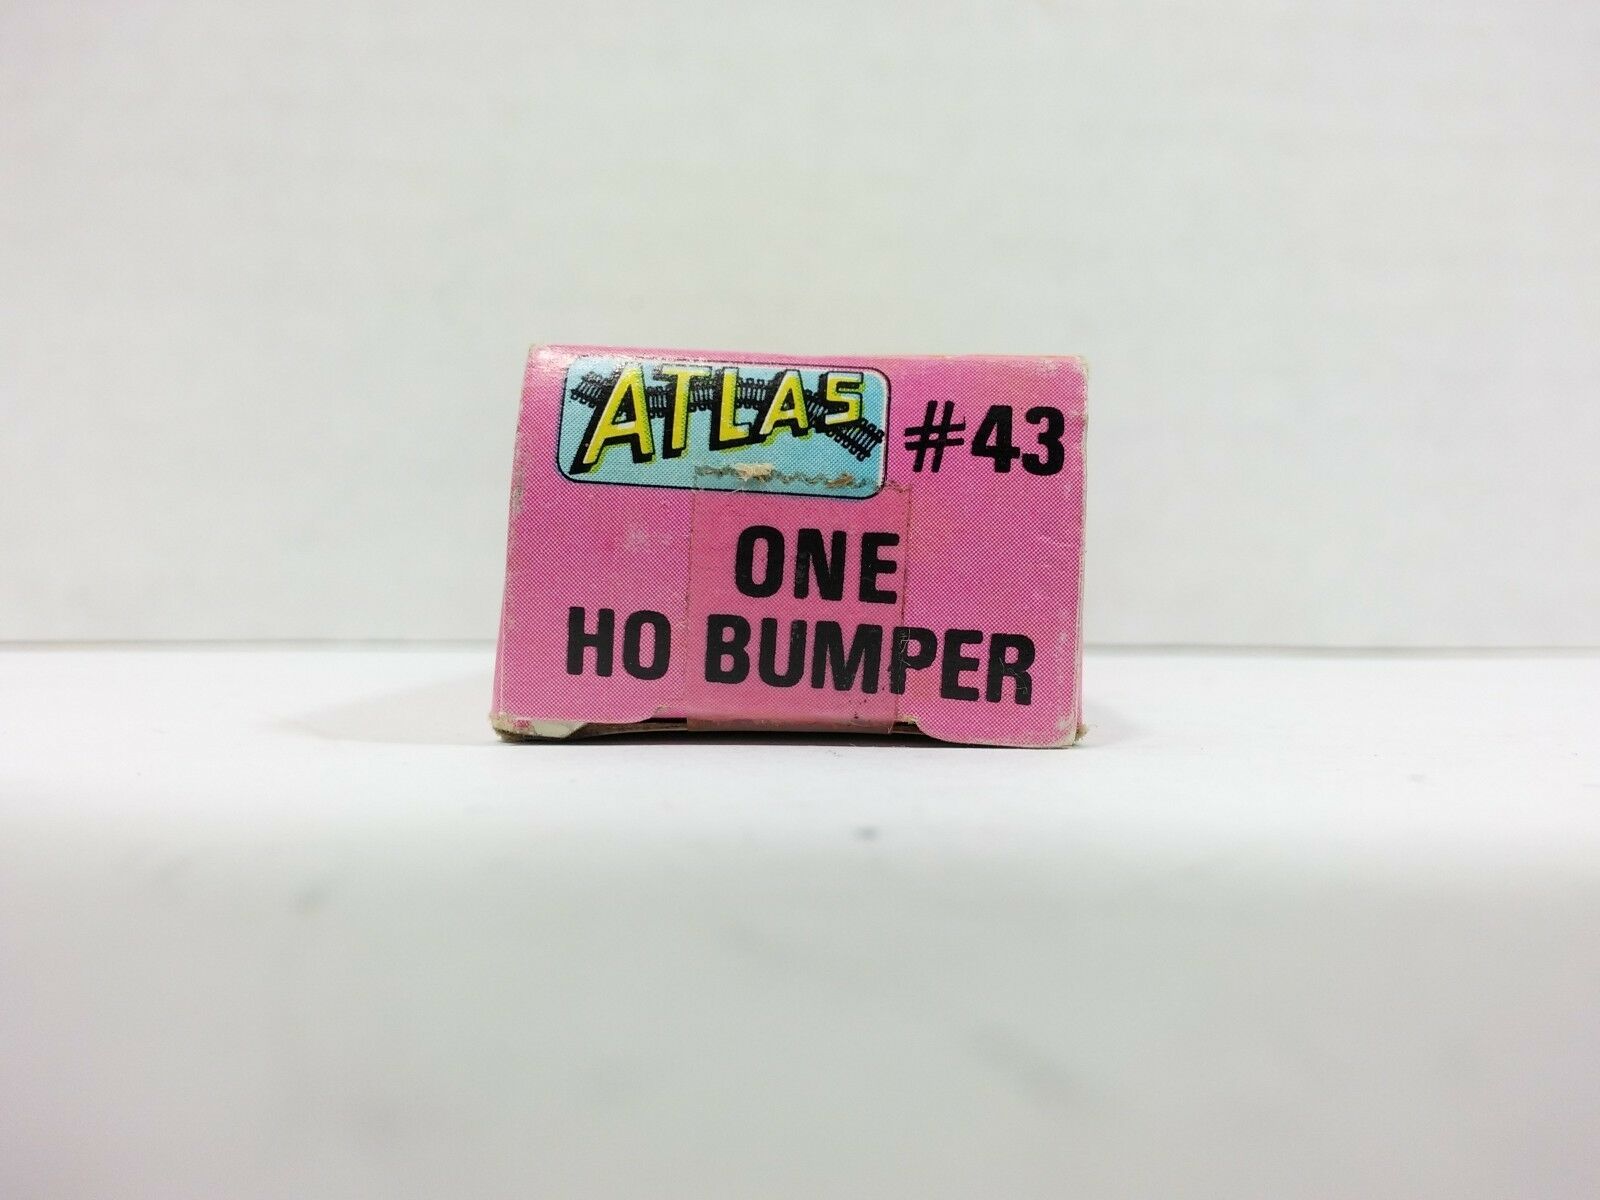 ATLAS #43
ONE
HO BUMPER